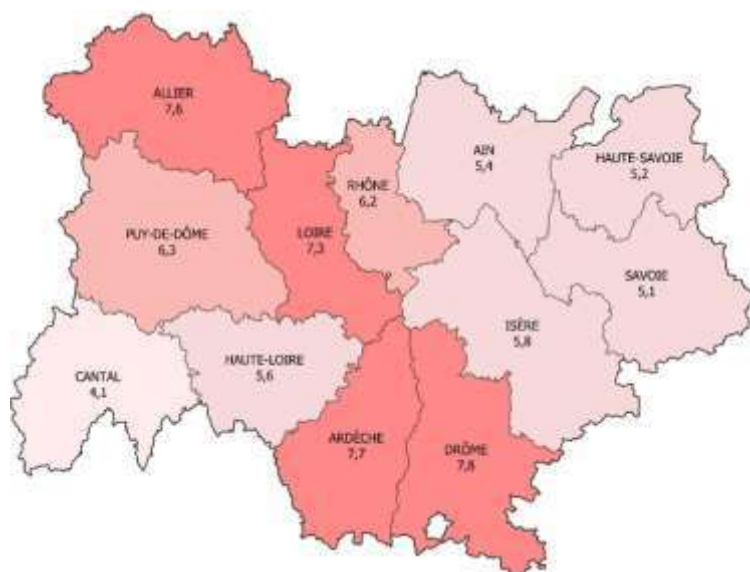 ALLIER
7,6
AIN
5,4
HAUTE-SAVOIE
5,2
RHÔNE
6,2
PUY-DE-DÔME
6,3
LOIRE
7,3
SAVOIE
5,1
ISÈRE
5,8
HAUTE-LOIRE
5,6
CANTAL
4,1
ARDÈCHE
7,7
DRÔME
7,8